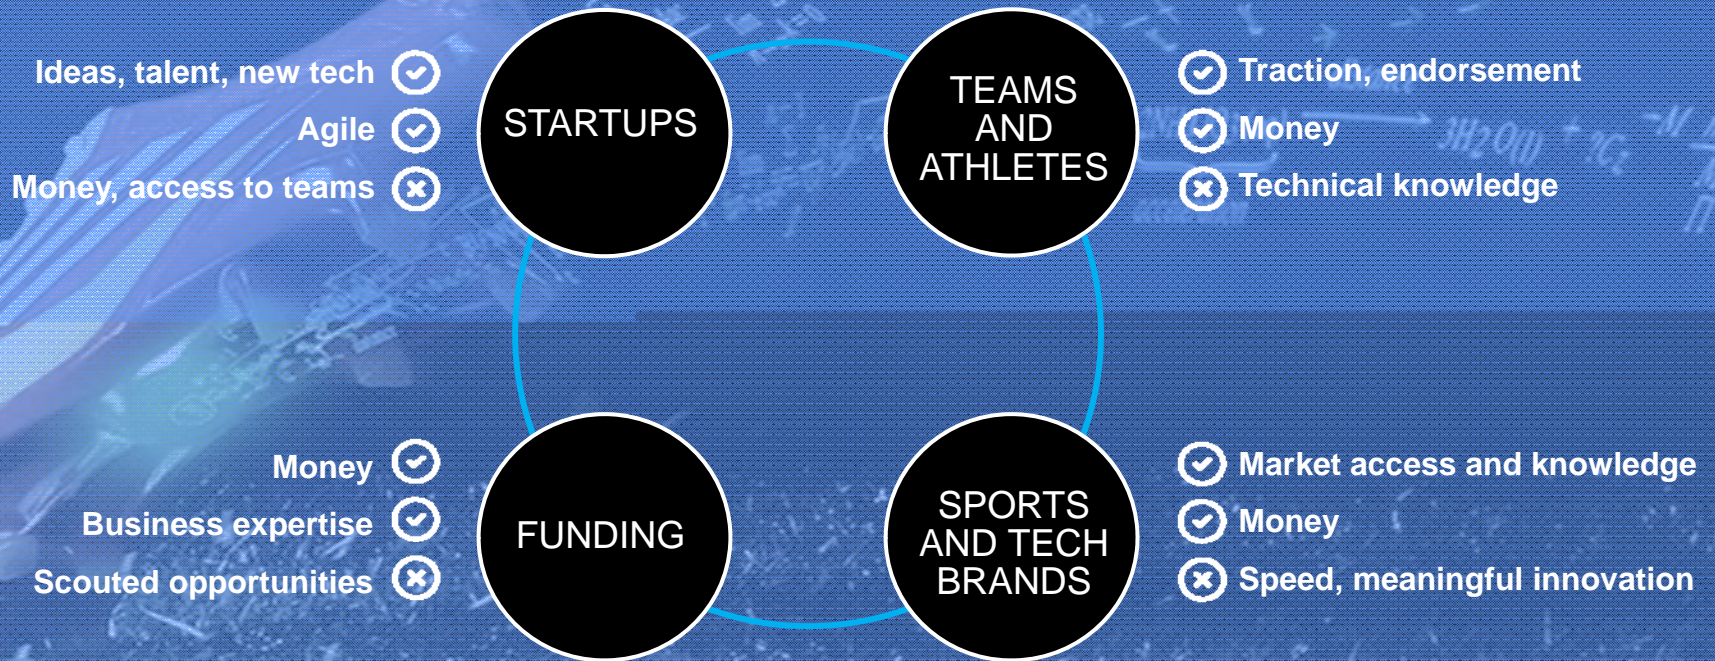 Ideas, talent, new tech
Agile
Money, access to teams
STARTUPS
TEAMS
AND
ATHLETES
Traction, endorsement
Money
Technical knowledge
3H2O(l)
Money
Business expertise
Scouted opportunities
FUNDING
SPORTS
AND TECH
BRANDS
Market access and knowledge
Money
Speed, meaningful innovation